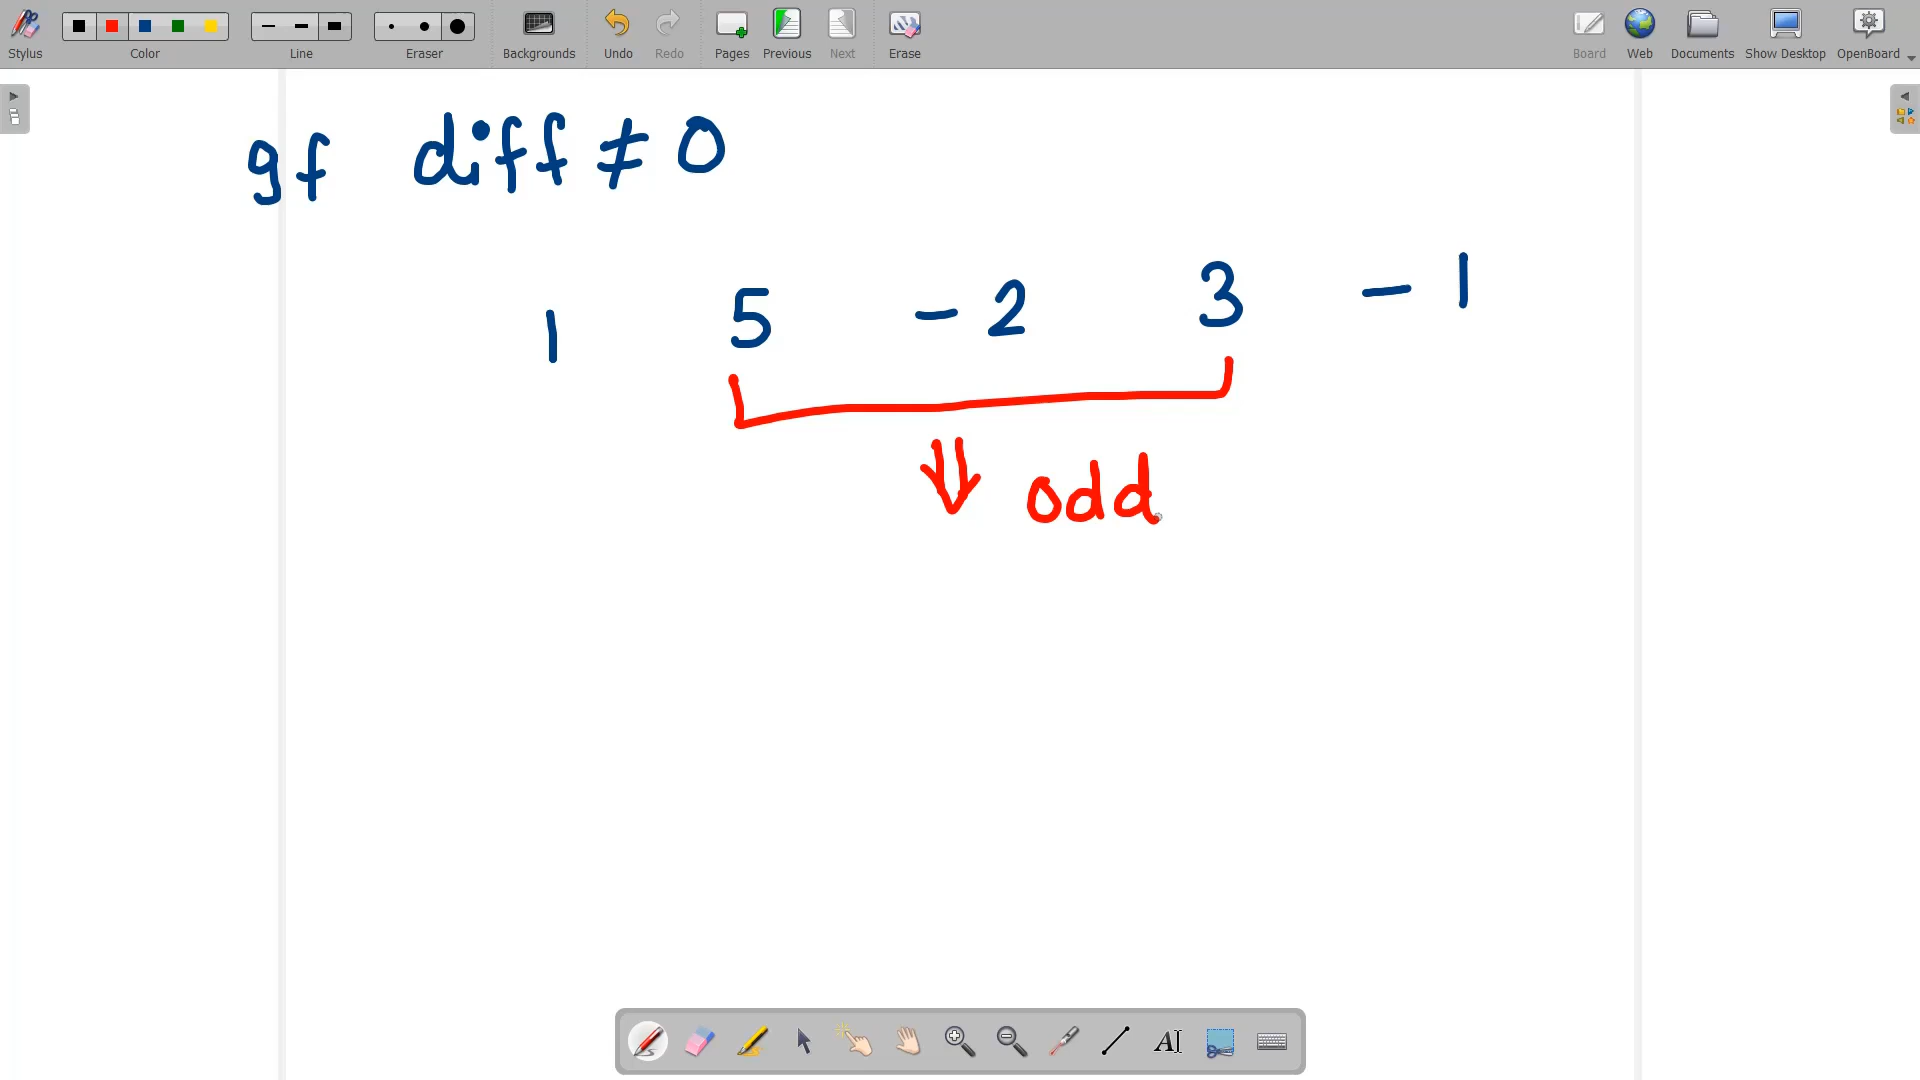 Stylus Color Line Eraser Backgrounds Undo Redo Pages Previous Next Erase Board Web Documents Show Desktop OpenBoard
gf diff ≠ 0
1 5 -2 3 -1
⇓ odd
AI